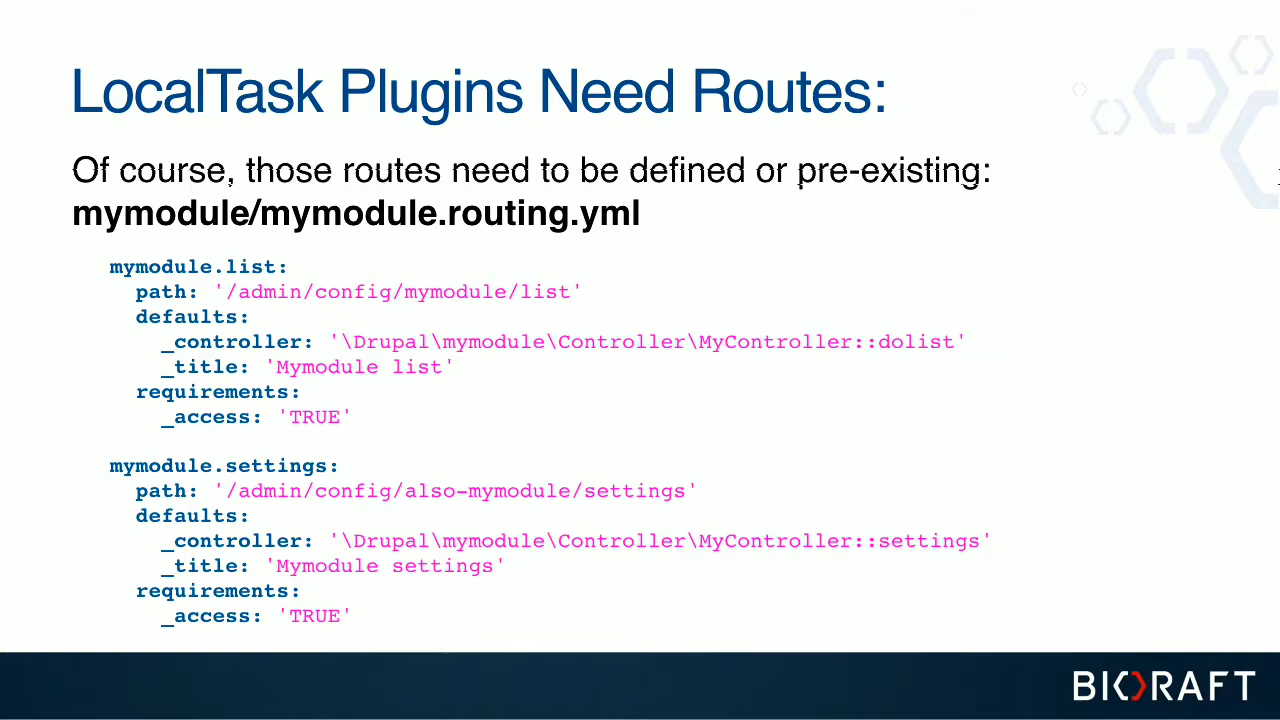 LocalTask Plugins Need Routes:
Of course, those routes need to be defined or pre-existing:
mymodule/mymodule.routing.yml
mymodule.list:
  path: '/admin/config/mymodule/list'
  defaults:
    _controller: '\Drupal\mymodule\Controller\MyController::dolist'
    _title: 'Mymodule list'
  requirements:
    _access: 'TRUE'
mymodule.settings:
  path: '/admin/config/also-mymodule/settings'
  defaults:
    _controller: '\Drupal\mymodule\Controller\MyController::settings'
    _title: 'Mymodule settings'
  requirements:
    _access: 'TRUE'
BIORAFT